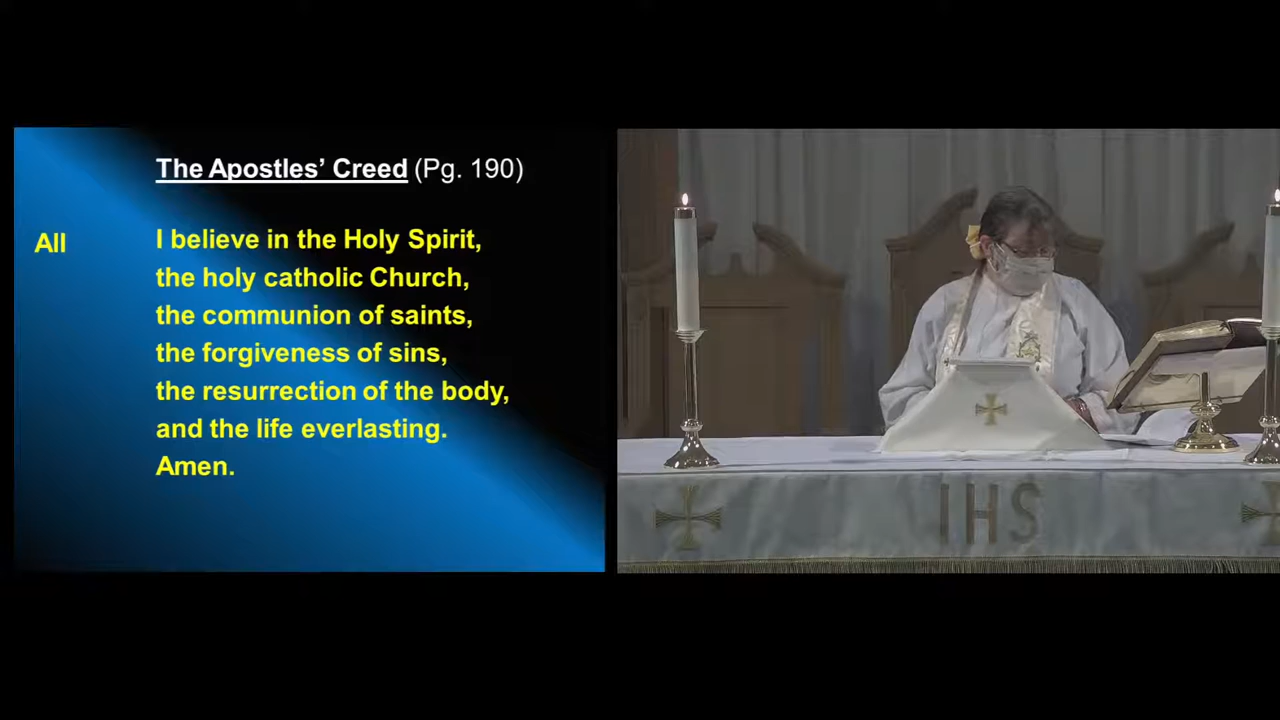 The Apostles’ Creed (Pg. 190)
All
I believe in the Holy Spirit,
the holy catholic Church,
the communion of saints,
the forgiveness of sins,
the resurrection of the body,
and the life everlasting.
Amen.
IHS